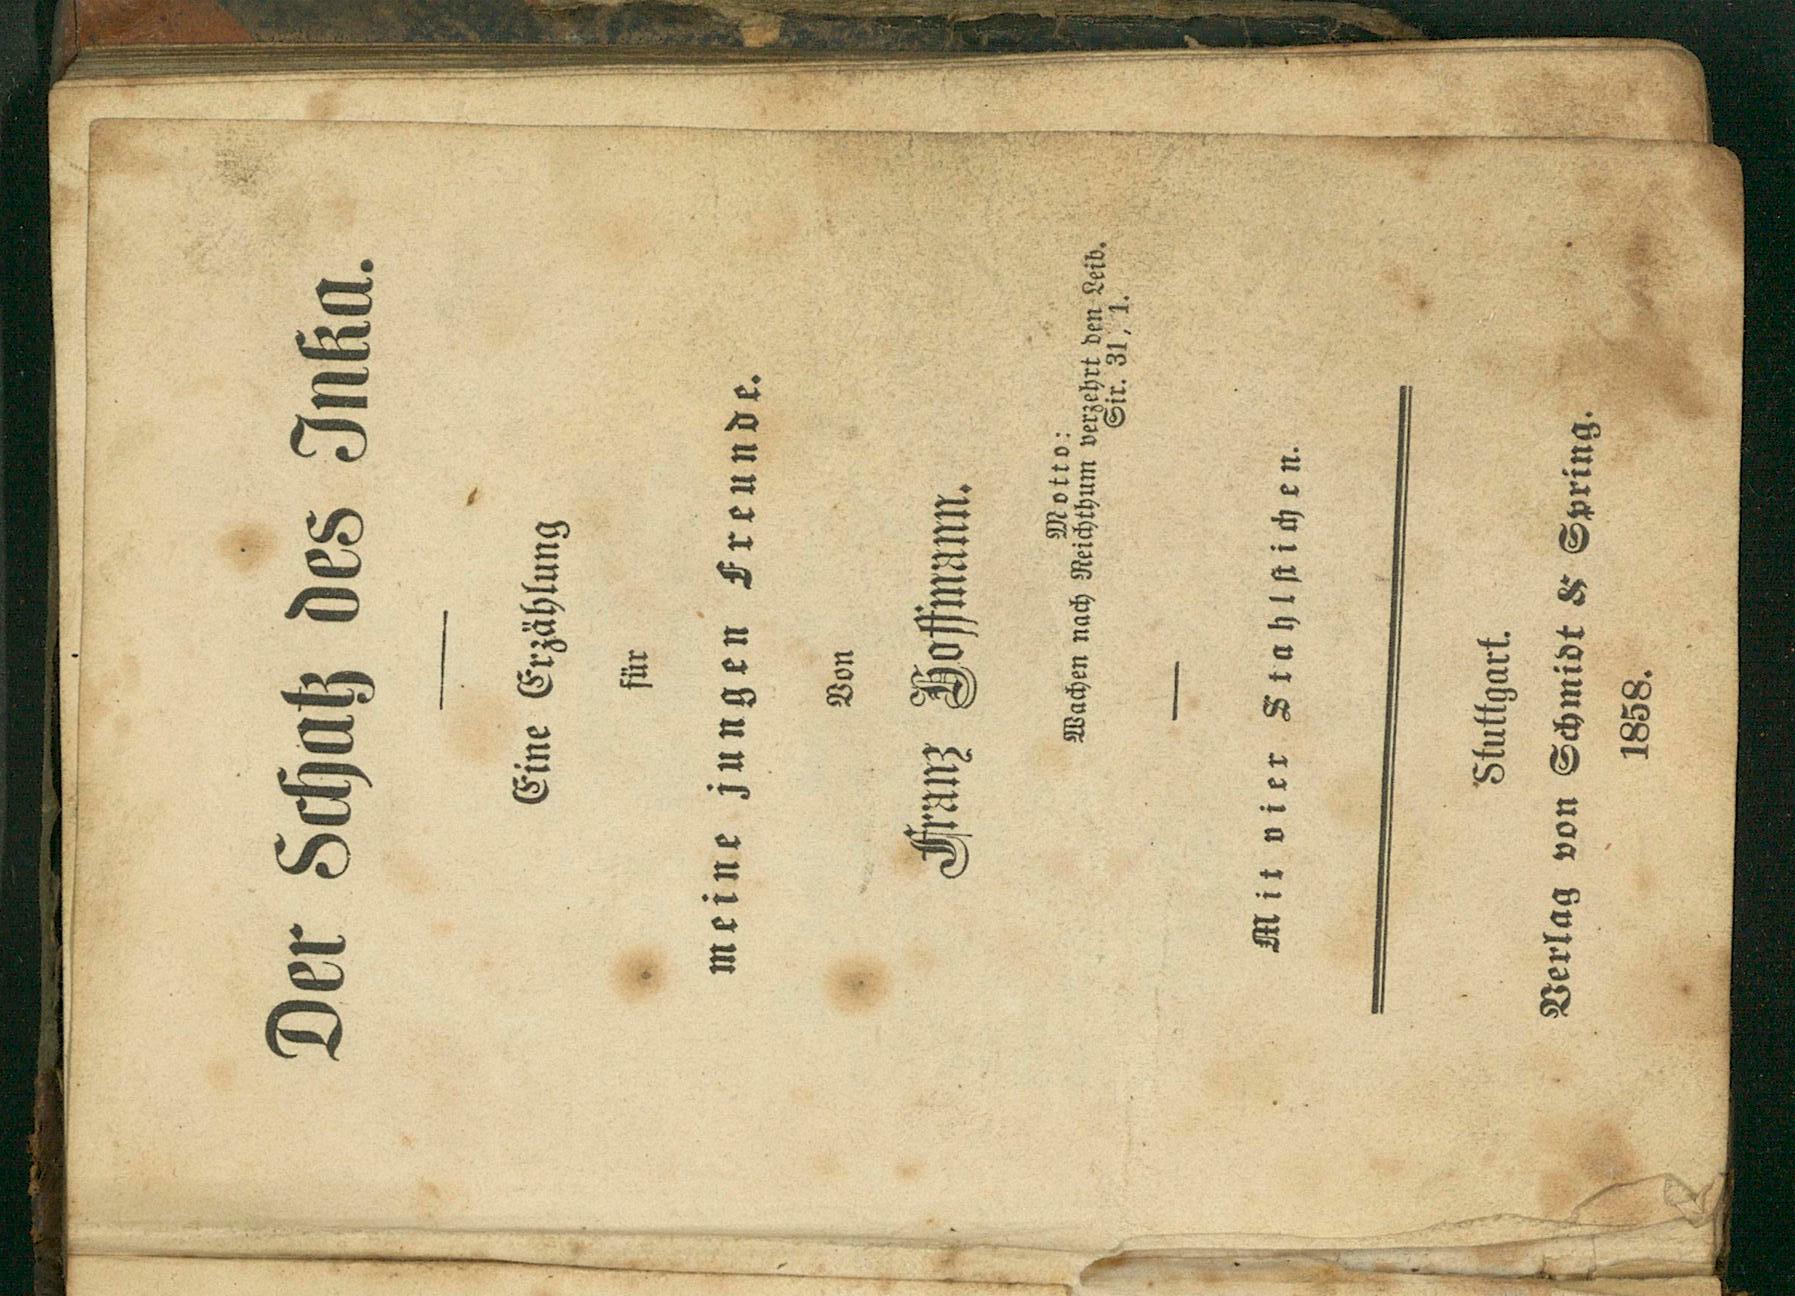 Der Schatz des Inka.
Eine Erzählung
für
meine jungen Freunde.
Von
Franz Hoffmann.
Motto:
Wachen nach Reichthum verzehrt den Leib.
Sir. 31, 1.
Mit vier Stahlstichen.
Stuttgart.
Verlag von Schmidt & Spring.
1858.